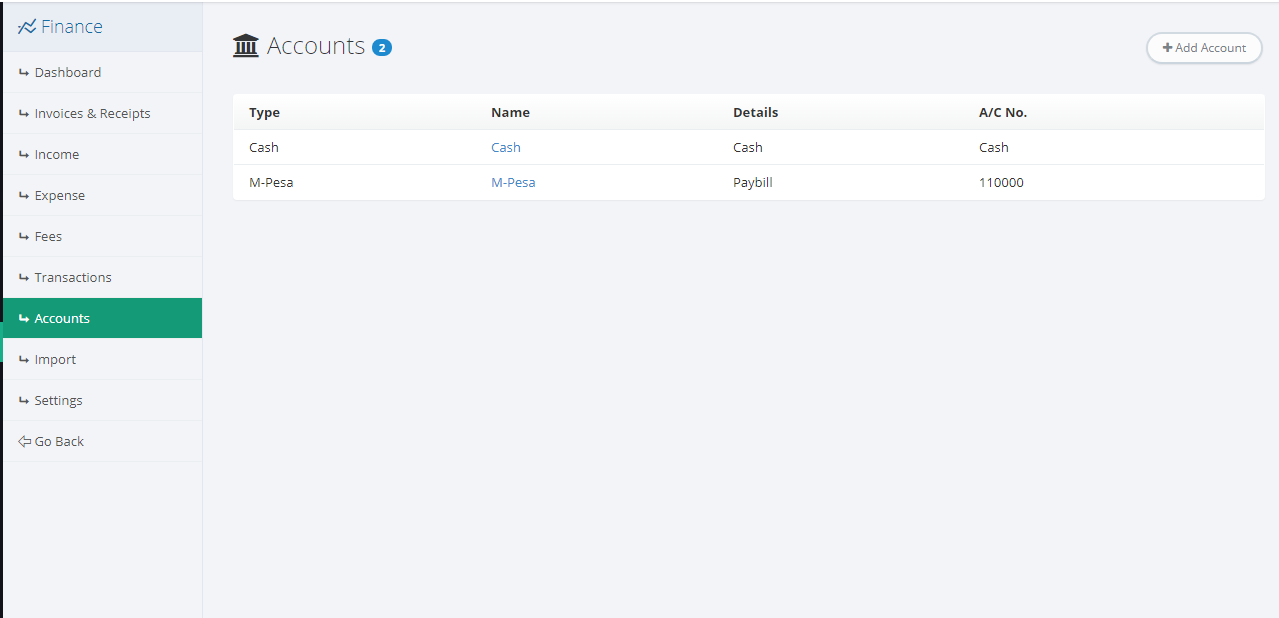 Finance
Dashboard
Invoices & Receipts
Income
Expense
Fees
Transactions
Accounts
Import
Settings
Go Back
Accounts 2
Add Account
Type Name Details A/C No.
Cash Cash Cash Cash
M-Pesa M-Pesa Paybill 110000